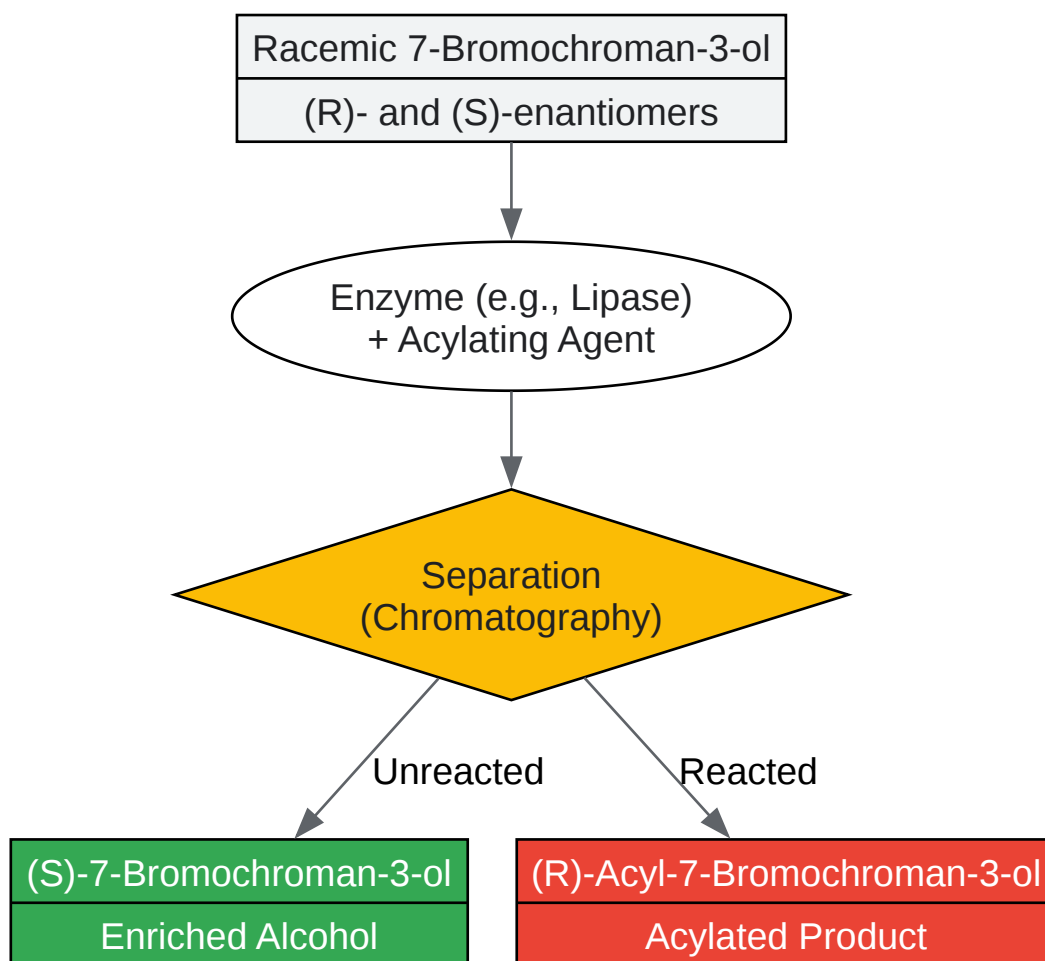 Racemic 7-Bromochroman-3-ol
(R)- and (S)-enantiomers
Enzyme (e.g., Lipase)
+ Acylating Agent
Separation
(Chromatography)
Unreacted
Reacted
(S)-7-Bromochroman-3-ol
Enriched Alcohol
(R)-Acyl-7-Bromochroman-3-ol
Acylated Product